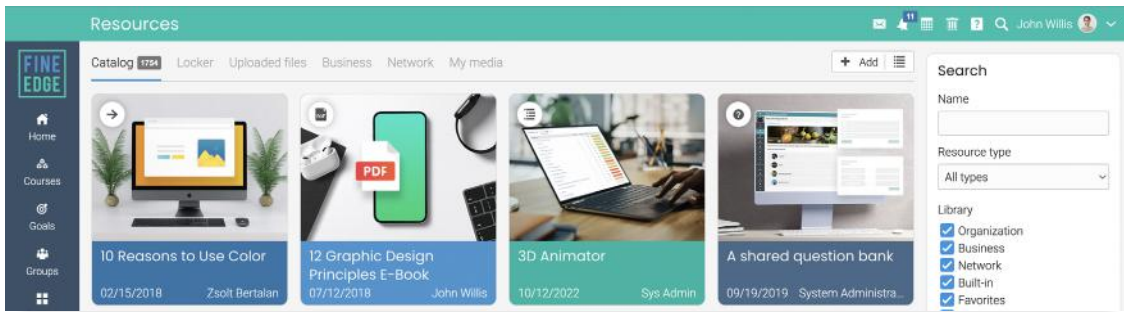 Resources
11
John Willis
FINE
EDGE
Home
Courses
Goals
Groups
Catalog 1754 Locker Uploaded files Business Network My media
+ Add
PDF
10 Reasons to Use Color
02/15/2018 Zsolt Bertalan
12 Graphic Design
Principles E-Book
07/12/2018 John Willis
3D Animator
10/12/2022 Sys Admin
A shared question bank
09/19/2019 System Administra...
Search
Name
Resource type
All types
Library
Organization
Business
Network
Built-in
Favorites